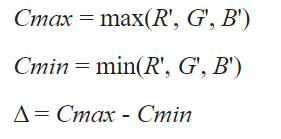 Cmax = max(R', G', B')
Cmin = min(R', G', B')
Δ = Cmax - Cmin